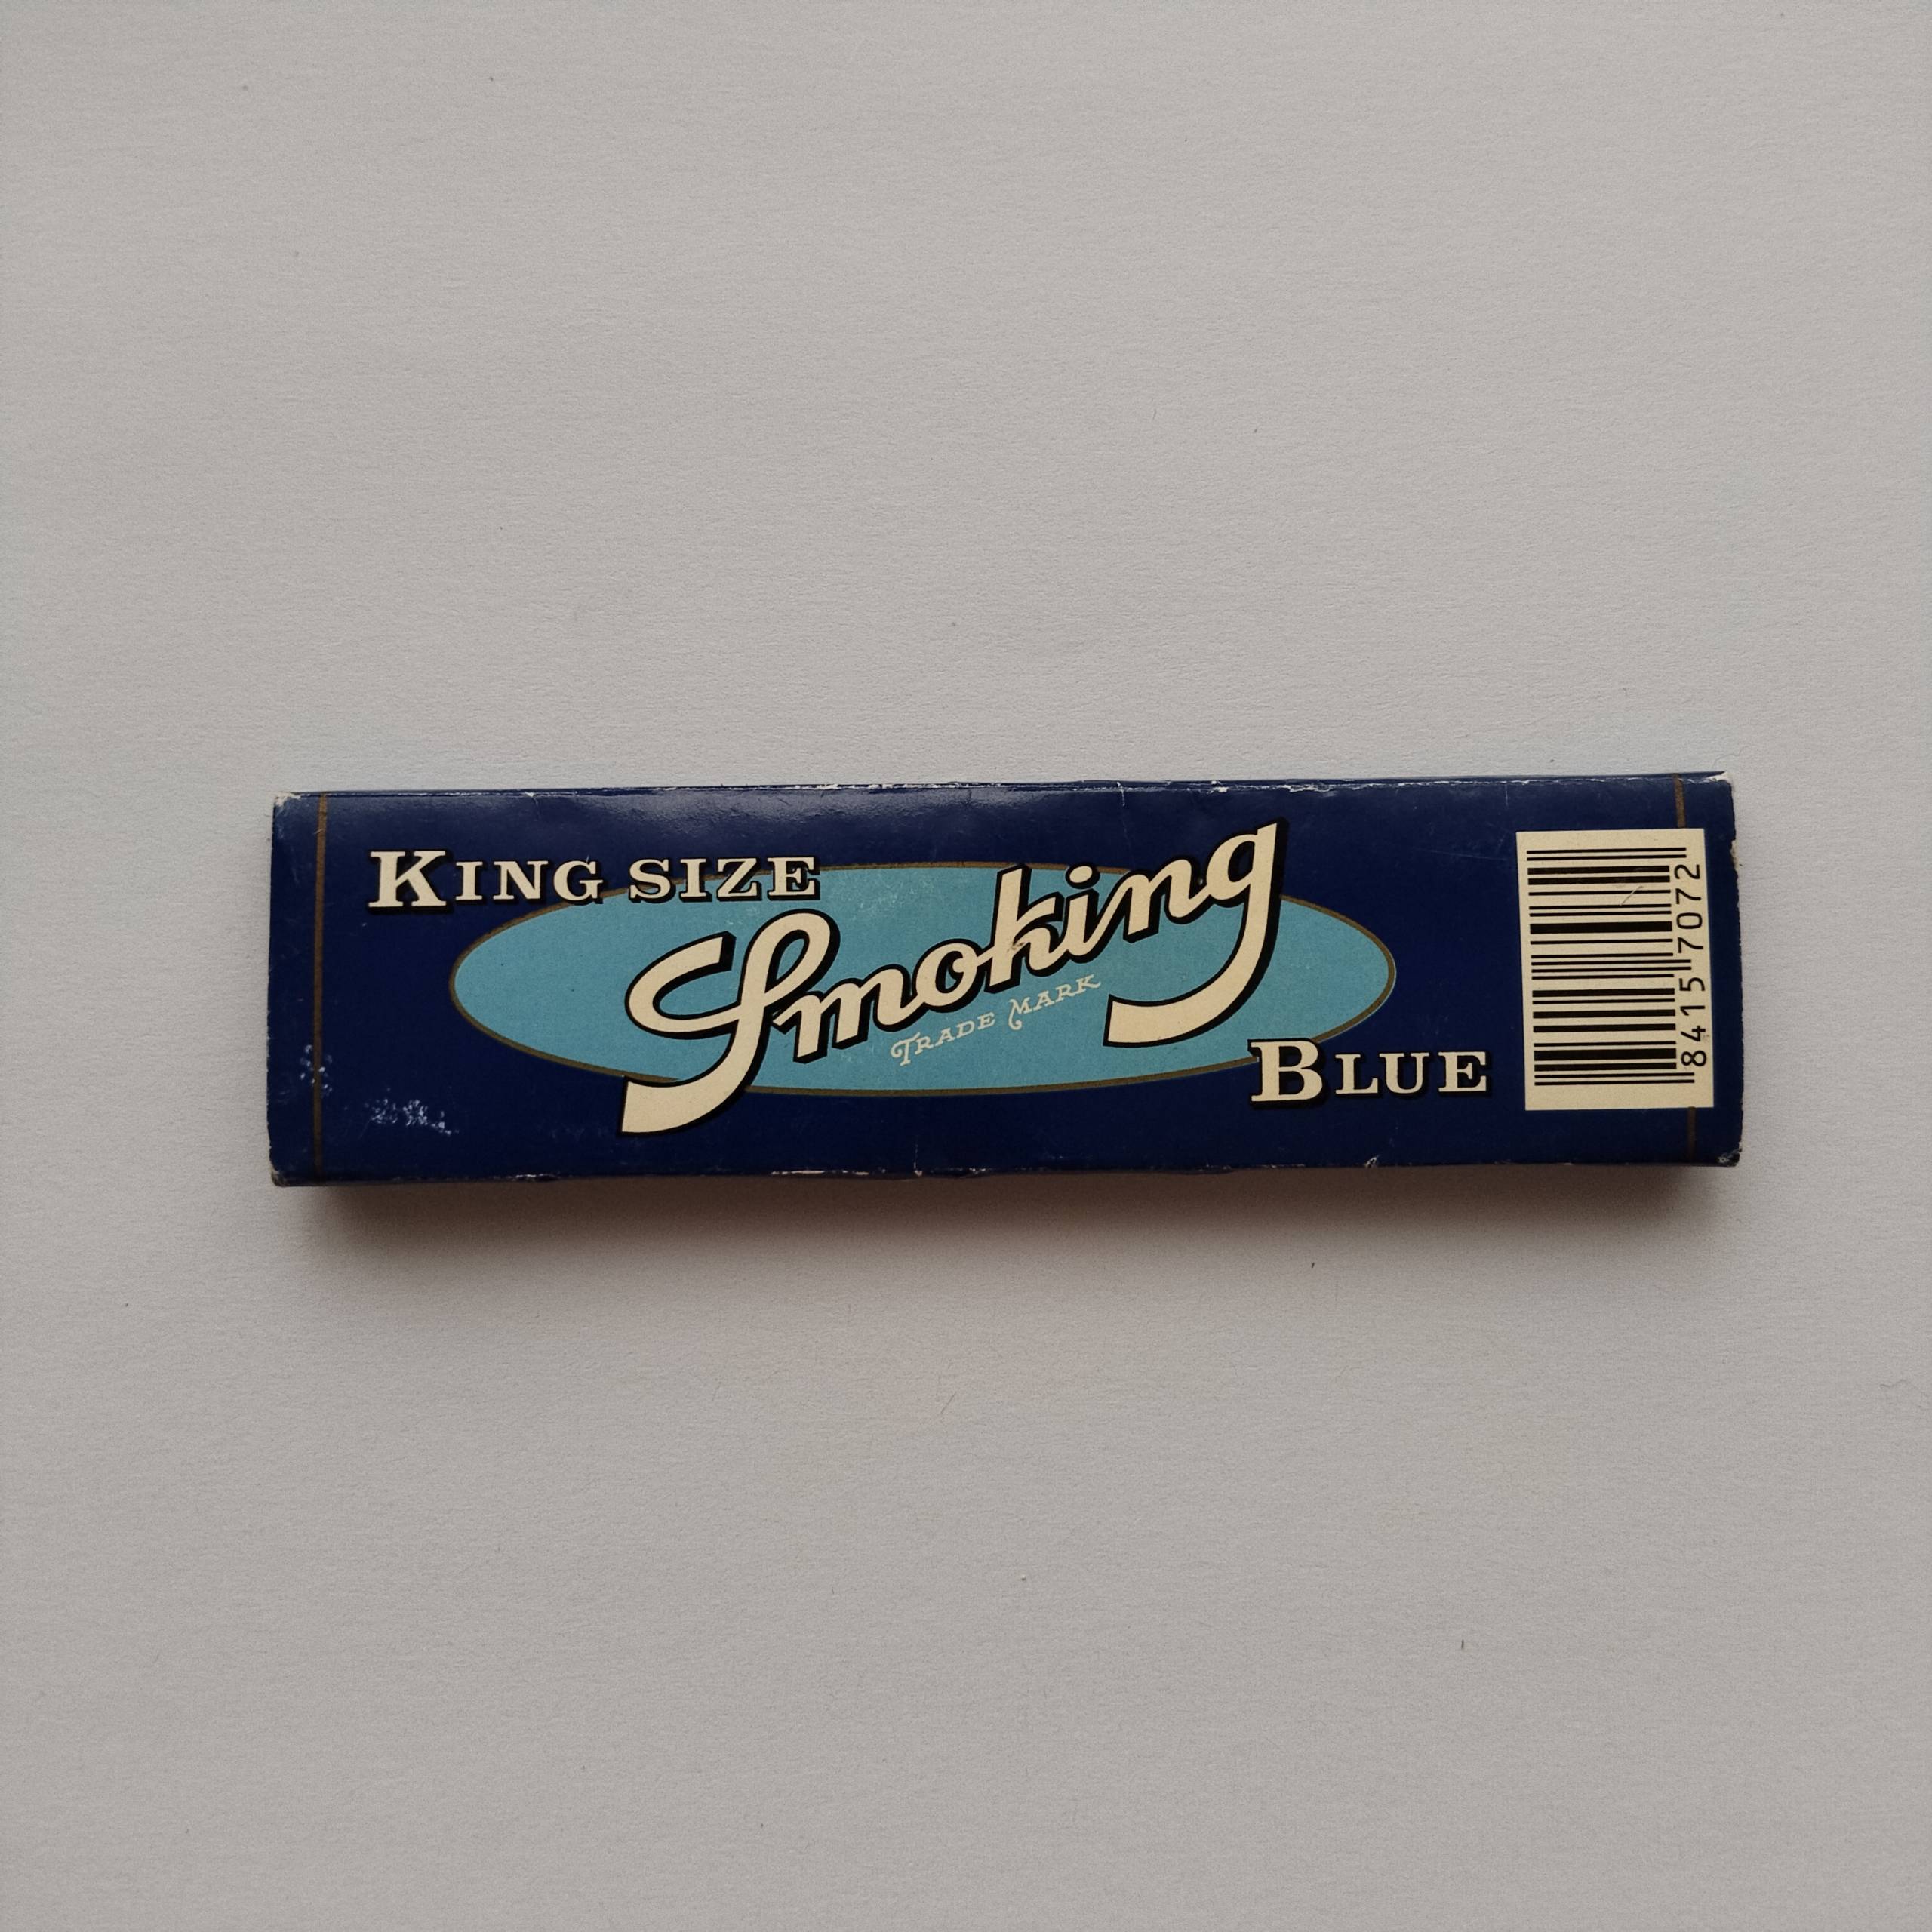 KING SIZE
Smoking
TRADE MARK
BLUE
8415 7072